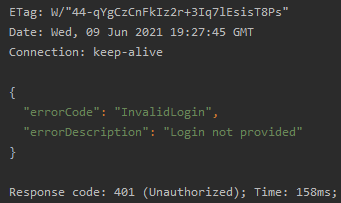 ETag: W/"44-qYgCzCnFkIz2r+3Iq7lEsisT8Ps"
Date: Wed, 09 Jun 2021 19:27:45 GMT
Connection: keep-alive
{
"errorCode": "InvalidLogin",
"errorDescription": "Login not provided"
}
Response code: 401 (Unauthorized); Time: 158ms;